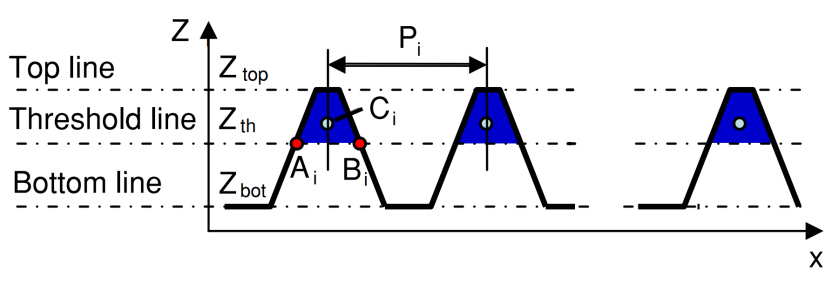 Z
P i
Top line Z top
Threshold line Z th
C i
A i B i
Bottom line Z bot
x